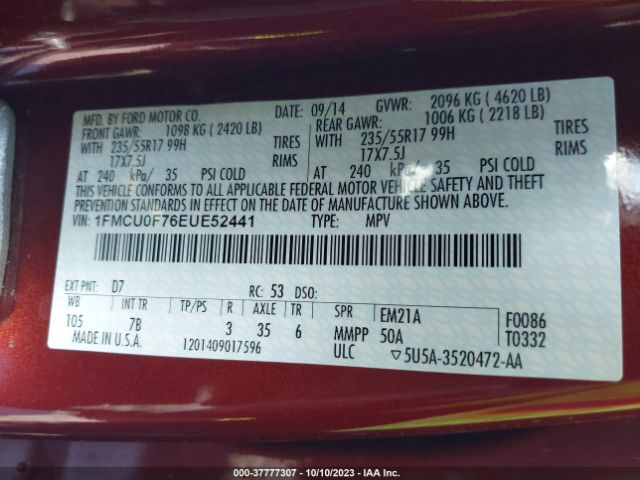 MFD. BY FORD MOTOR CO. DATE: 09/14 GVWR: 2096 KG ( 4620 LB)
FRONT GAWR: 1098 KG ( 2420 LB) REAR GAWR: 1006 KG ( 2218 LB)
WITH 235/55R17 99H TIRES WITH 235/55R17 99H TIRES
17X7.5J RIMS 17X7.5J RIMS
AT 240 kPa/ 35 PSI COLD AT 240 kPa/ 35 PSI COLD
THIS VEHICLE CONFORMS TO ALL APPLICABLE FEDERAL MOTOR VEHICLE SAFETY AND THEFT
PREVENTION STANDARDS IN EFFECT ON THE DATE OF MANUFACTURE SHOWN ABOVE.
VIN: 1FMCU0F76EUE52441 TYPE: MPV
EXT PNT: D7 RC: 53 DSO:
WB INT TR TP/PS R AXLE TR SPR EM21A F0086
105 7B 3 35 6 MMPP 50A T0332
MADE IN U.S.A. 1201409017596 ULC ▽5U5A-3520472-AA
000-37777307 - 10/10/2023 - IAA Inc.